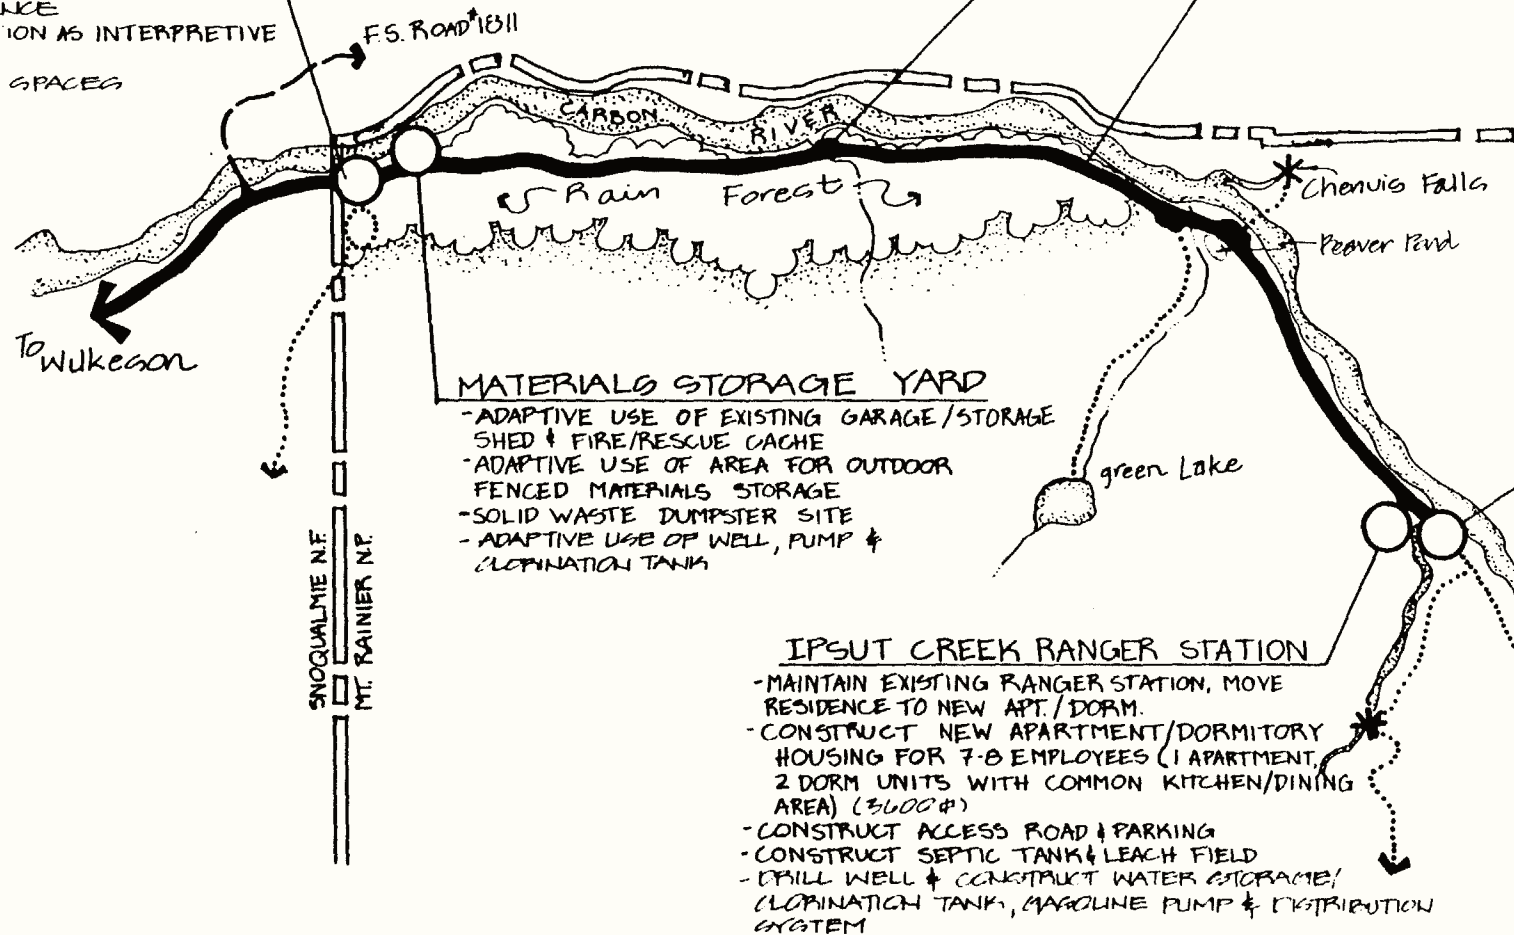 NCE
ION AS INTERPRETIVE
SPACES
F.S. ROAD #1811
CARBON RIVER
Rain Forest
Chenuis Falls
Beaver Pond
To Wilkeson
MATERIALS STORAGE YARD
-ADAPTIVE USE OF EXISTING GARAGE/STORAGE
SHED & FIRE/RESCUE CACHE
-ADAPTIVE USE OF AREA FOR OUTDOOR
FENCED MATERIALS STORAGE
-SOLID WASTE DUMPSTER SITE
-ADAPTIVE USE OF WELL, PUMP &
CLORINATION TANK
green Lake
SNOQUALMIE N.F.
MT. RAINIER N.P.
IPSUT CREEK RANGER STATION
-MAINTAIN EXISTING RANGER STATION, MOVE
RESIDENCE TO NEW APT./DORM.
-CONSTRUCT NEW APARTMENT/DORMITORY
HOUSING FOR 7-8 EMPLOYEES (1 APARTMENT,
2 DORM UNITS WITH COMMON KITCHEN/DINING
AREA) (3600⌀)
-CONSTRUCT ACCESS ROAD & PARKING
-CONSTRUCT SEPTIC TANK & LEACH FIELD
-DRILL WELL & CONSTRUCT WATER STORAGE/
CLORINATION TANK, GASOLINE PUMP & DISTRIBUTION
SYSTEM